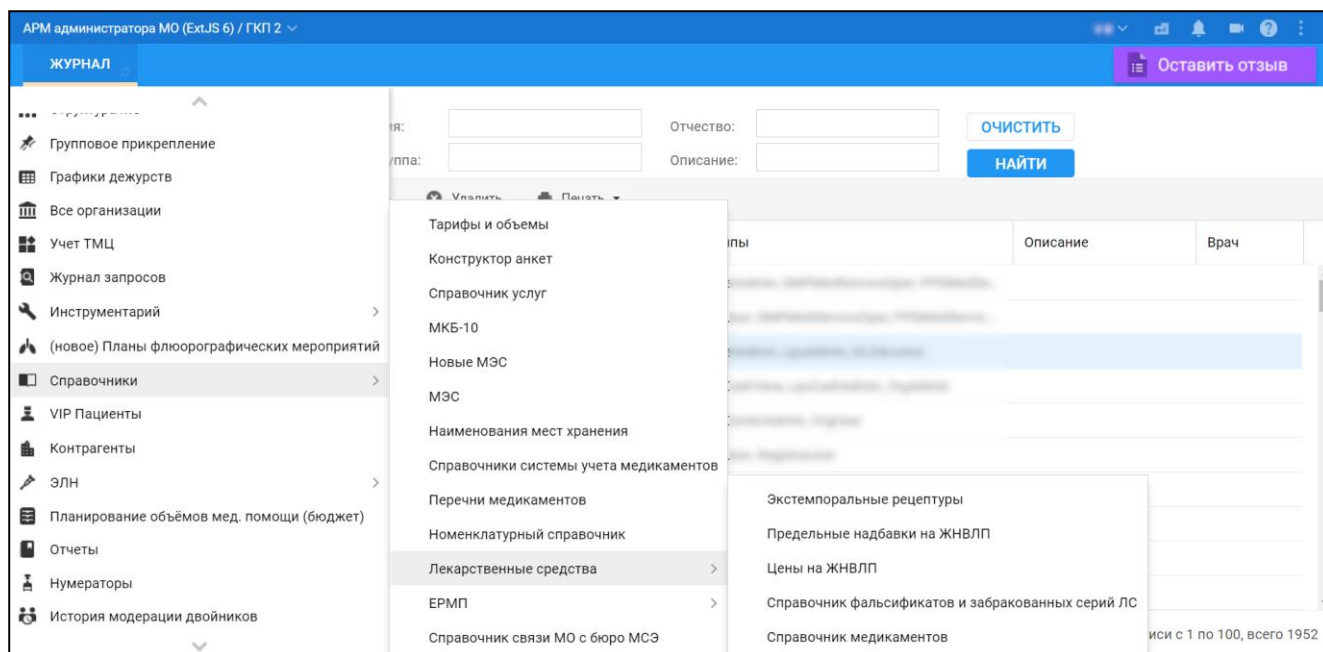 АРМ администратора МО (ExtJS 6) / ГКП 2
ЖУРНАЛ
Оставить отзыв
Групповое прикрепление
Графики дежурств
Все организации
Учет ТМЦ
Журнал запросов
Инструментарий
(новое) Планы флюорографических мероприятий
Справочники
VIP Пациенты
Контрагенты
ЭЛН
Планирование объёмов мед. помощи (бюджет)
Отчеты
Нумераторы
История модерации двойников
ия:
Отчество:
ОЧИСТИТЬ
уппа:
Описание:
НАЙТИ
Удалить
Печать
Описание
Врач
Тарифы и объемы
Конструктор анкет
Справочник услуг
МКБ-10
Новые МЭС
МЭС
Наименования мест хранения
Справочники системы учета медикаментов
Перечни медикаментов
Номенклатурный справочник
Лекарственные средства
ЕРМП
Справочник связи МО с бюро МСЭ
Экстемпоральные рецептуры
Предельные надбавки на ЖНВЛП
Цены на ЖНВЛП
Справочник фальсификатов и забракованных серий ЛС
Справочник медикаментов
иси с 1 по 100, всего 1952